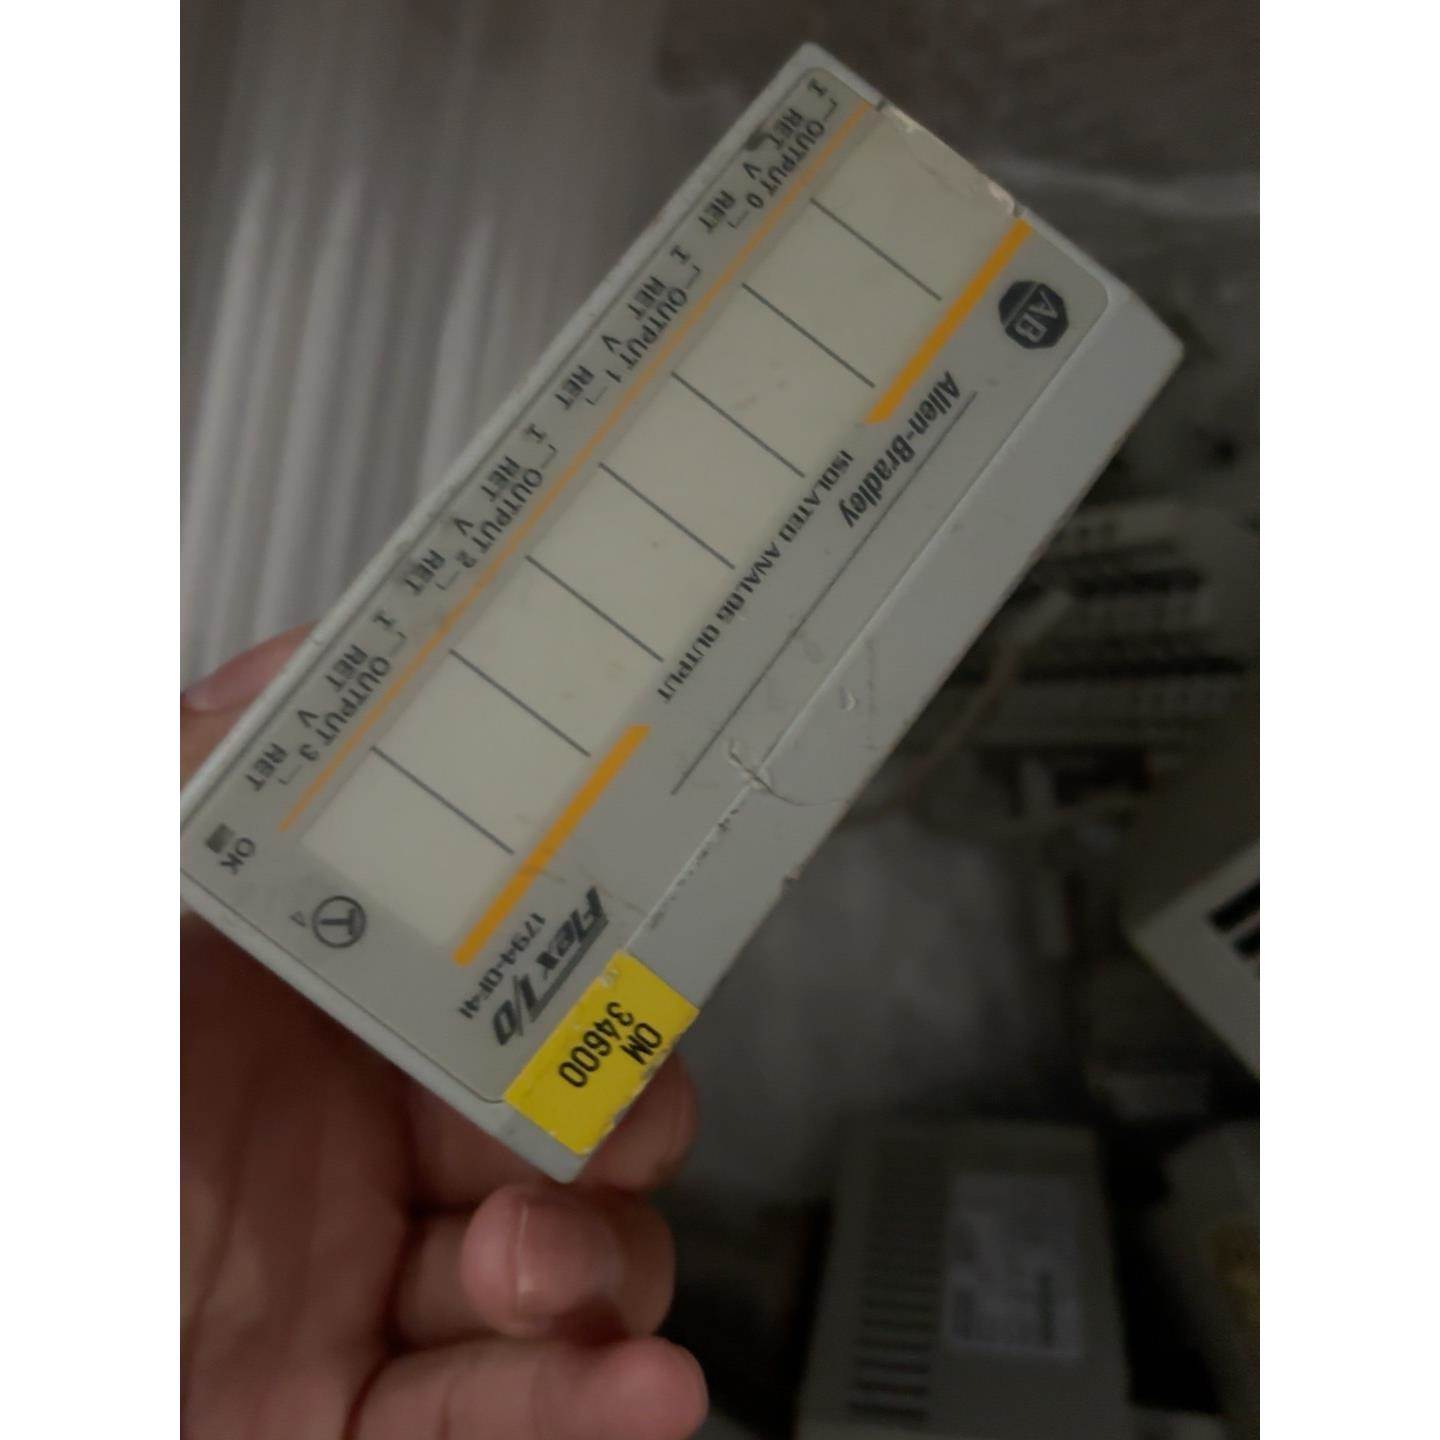 AB
Allen-Bradley
ISOLATED ANALOG OUTPUT
Flex I/O
1794-OF4I
OM
34600
OUTPUT 0
I RET V RET
OUTPUT 1
I RET V RET
OUTPUT 2
I RET V RET
OUTPUT 3
I RET V RET
OK
4